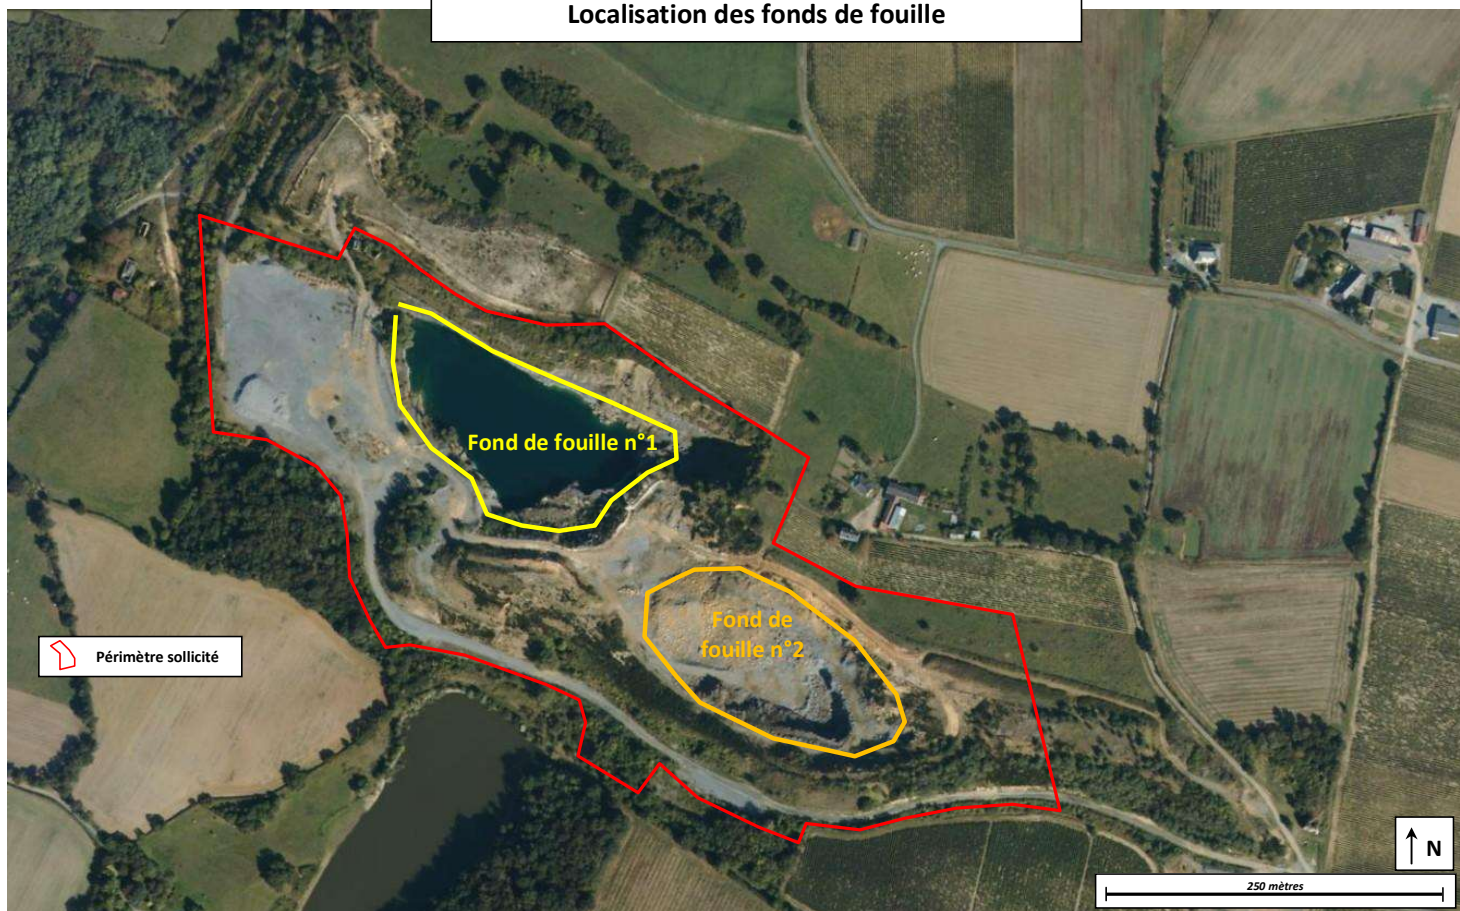 Localisation des fonds de fouille
Fond de fouille n°1
Fond de
fouille n°2
Périmètre sollicité
N
250 mètres